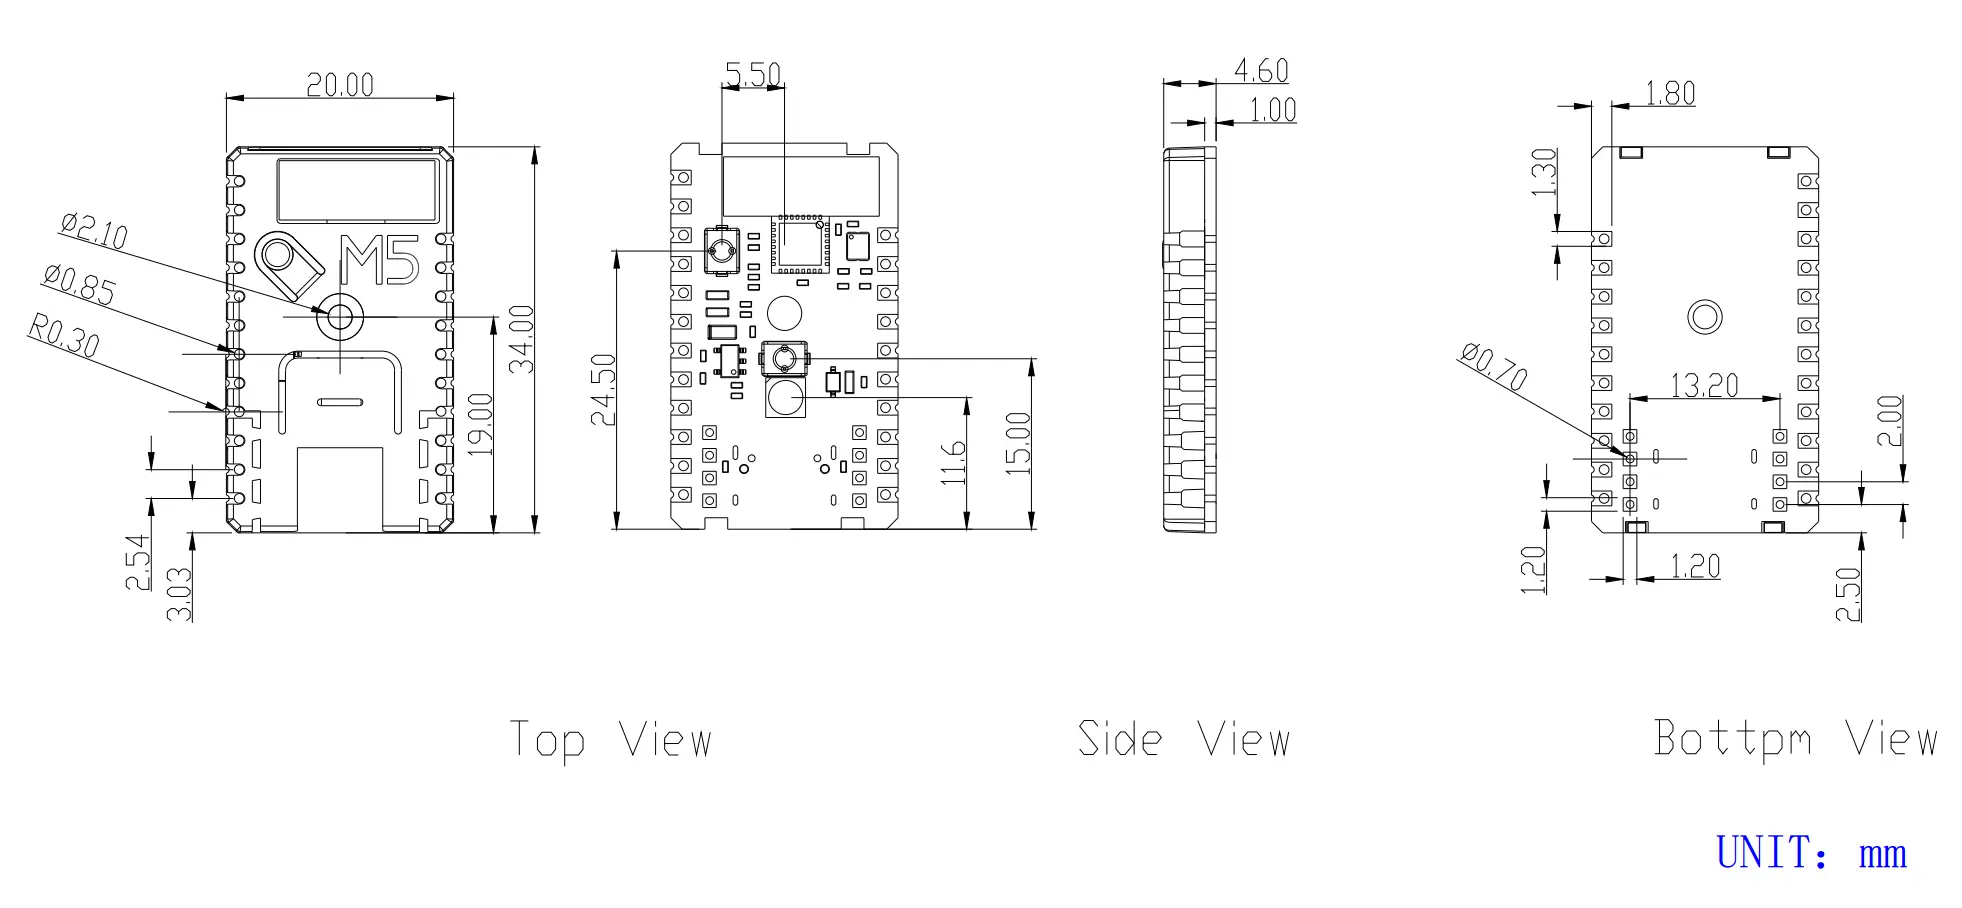 20.00
5.50
4.60
1.00
1.80
1.30
Ø2.10
Ø0.85
R0.30
M5
34.00
19.00
24.50
11.6
15.00
Ø0.70
13.20
2.00
2.54
3.03
1.20
1.20
2.50
Top View
Side View
Bottpm View
UNIT：mm